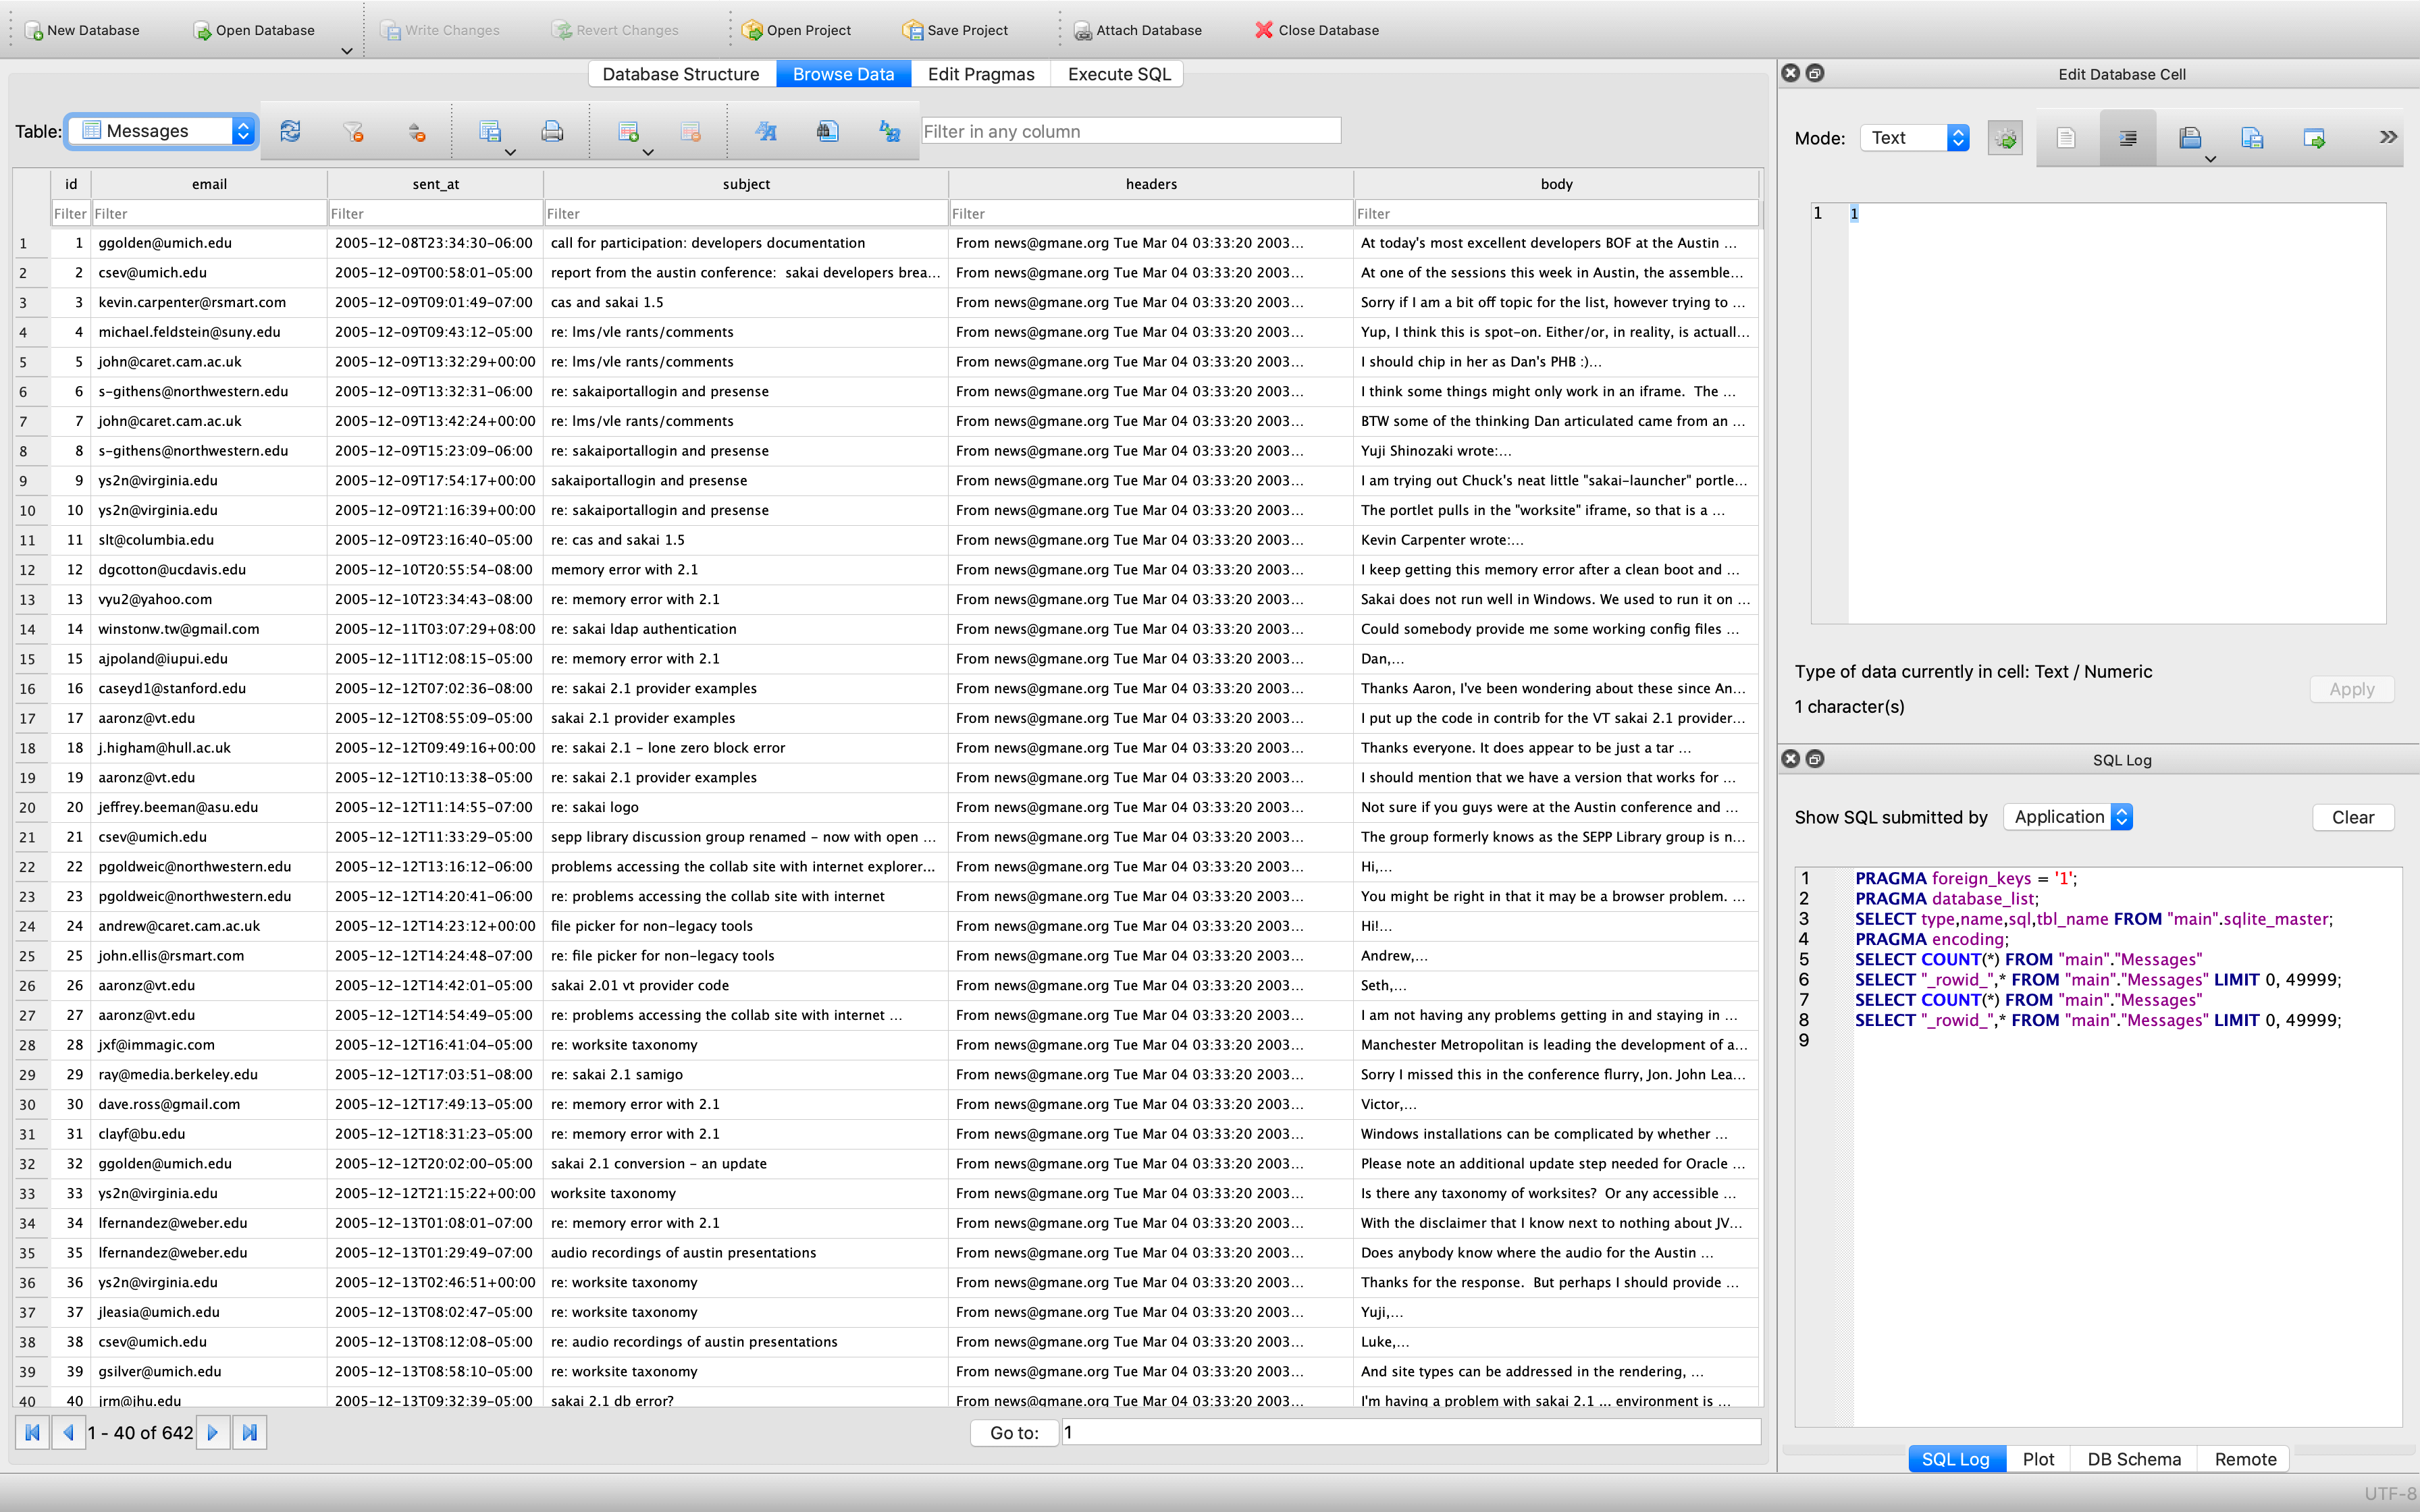 New Database Open Database Write Changes Revert Changes Open Project Save Project Attach Database Close Database
Database Structure Browse Data Edit Pragmas Execute SQL
Table: Messages Filter in any column
id email sent_at subject headers body
Filter Filter Filter Filter Filter Filter
1 1 ggolden@umich.edu 2005-12-08T23:34:30-06:00 call for participation: developers documentation From news@gmane.org Tue Mar 04 03:33:20 2003... At today's most excellent developers BOF at the Austin ...
2 2 csev@umich.edu 2005-12-09T00:58:01-05:00 report from the austin conference:  sakai developers brea... From news@gmane.org Tue Mar 04 03:33:20 2003... At one of the sessions this week in Austin, the assemble...
3 3 kevin.carpenter@rsmart.com 2005-12-09T09:01:49-07:00 cas and sakai 1.5 From news@gmane.org Tue Mar 04 03:33:20 2003... Sorry if I am a bit off topic for the list, however trying to ...
4 4 michael.feldstein@suny.edu 2005-12-09T09:43:12-05:00 re: lms/vle rants/comments From news@gmane.org Tue Mar 04 03:33:20 2003... Yup, I think this is spot-on. Either/or, in reality, is actuall...
5 5 john@caret.cam.ac.uk 2005-12-09T13:32:29+00:00 re: lms/vle rants/comments From news@gmane.org Tue Mar 04 03:33:20 2003... I should chip in her as Dan's PHB :)...
6 6 s-githens@northwestern.edu 2005-12-09T13:32:31-06:00 re: sakaiportallogin and presense From news@gmane.org Tue Mar 04 03:33:20 2003... I think some things might only work in an iframe.  The ...
7 7 john@caret.cam.ac.uk 2005-12-09T13:42:24+00:00 re: lms/vle rants/comments From news@gmane.org Tue Mar 04 03:33:20 2003... BTW some of the thinking Dan articulated came from an ...
8 8 s-githens@northwestern.edu 2005-12-09T15:23:09-06:00 re: sakaiportallogin and presense From news@gmane.org Tue Mar 04 03:33:20 2003... Yuji Shinozaki wrote:...
9 9 ys2n@virginia.edu 2005-12-09T17:54:17+00:00 sakaiportallogin and presense From news@gmane.org Tue Mar 04 03:33:20 2003... I am trying out Chuck's neat little "sakai-launcher" portle...
10 10 ys2n@virginia.edu 2005-12-09T21:16:39+00:00 re: sakaiportallogin and presense From news@gmane.org Tue Mar 04 03:33:20 2003... The portlet pulls in the "worksite" iframe, so that is a ...
11 11 slt@columbia.edu 2005-12-09T23:16:40-05:00 re: cas and sakai 1.5 From news@gmane.org Tue Mar 04 03:33:20 2003... Kevin Carpenter wrote:...
12 12 dgcotton@ucdavis.edu 2005-12-10T20:55:54-08:00 memory error with 2.1 From news@gmane.org Tue Mar 04 03:33:20 2003... I keep getting this memory error after a clean boot and ...
13 13 vyu2@yahoo.com 2005-12-10T23:34:43-08:00 re: memory error with 2.1 From news@gmane.org Tue Mar 04 03:33:20 2003... Sakai does not run well in Windows. We used to run it on ...
14 14 winstonw.tw@gmail.com 2005-12-11T03:07:29+08:00 re: sakai ldap authentication From news@gmane.org Tue Mar 04 03:33:20 2003... Could somebody provide me some working config files ...
15 15 ajpoland@iupui.edu 2005-12-11T12:08:15-05:00 re: memory error with 2.1 From news@gmane.org Tue Mar 04 03:33:20 2003... Dan,...
16 16 caseyd1@stanford.edu 2005-12-12T07:02:36-08:00 re: sakai 2.1 provider examples From news@gmane.org Tue Mar 04 03:33:20 2003... Thanks Aaron, I've been wondering about these since An...
17 17 aaronz@vt.edu 2005-12-12T08:55:09-05:00 sakai 2.1 provider examples From news@gmane.org Tue Mar 04 03:33:20 2003... I put up the code in contrib for the VT sakai 2.1 provider...
18 18 j.higham@hull.ac.uk 2005-12-12T09:49:16+00:00 re: sakai 2.1 - lone zero block error From news@gmane.org Tue Mar 04 03:33:20 2003... Thanks everyone. It does appear to be just a tar ...
19 19 aaronz@vt.edu 2005-12-12T10:13:38-05:00 re: sakai 2.1 provider examples From news@gmane.org Tue Mar 04 03:33:20 2003... I should mention that we have a version that works for ...
20 20 jeffrey.beeman@asu.edu 2005-12-12T11:14:55-07:00 re: sakai logo From news@gmane.org Tue Mar 04 03:33:20 2003... Not sure if you guys were at the Austin conference and ...
21 21 csev@umich.edu 2005-12-12T11:33:29-05:00 sepp library discussion group renamed - now with open ... From news@gmane.org Tue Mar 04 03:33:20 2003... The group formerly knows as the SEPP Library group is n...
22 22 pgoldweic@northwestern.edu 2005-12-12T13:16:12-06:00 problems accessing the collab site with internet explorer... From news@gmane.org Tue Mar 04 03:33:20 2003... Hi,...
23 23 pgoldweic@northwestern.edu 2005-12-12T14:20:41-06:00 re: problems accessing the collab site with internet From news@gmane.org Tue Mar 04 03:33:20 2003... You might be right in that it may be a browser problem. ...
24 24 andrew@caret.cam.ac.uk 2005-12-12T14:23:12+00:00 file picker for non-legacy tools From news@gmane.org Tue Mar 04 03:33:20 2003... Hi!...
25 25 john.ellis@rsmart.com 2005-12-12T14:24:48-07:00 re: file picker for non-legacy tools From news@gmane.org Tue Mar 04 03:33:20 2003... Andrew,...
26 26 aaronz@vt.edu 2005-12-12T14:42:01-05:00 sakai 2.01 vt provider code From news@gmane.org Tue Mar 04 03:33:20 2003... Seth,...
27 27 aaronz@vt.edu 2005-12-12T14:54:49-05:00 re: problems accessing the collab site with internet ... From news@gmane.org Tue Mar 04 03:33:20 2003... I am not having any problems getting in and staying in ...
28 28 jxf@immagic.com 2005-12-12T16:41:04-05:00 re: worksite taxonomy From news@gmane.org Tue Mar 04 03:33:20 2003... Manchester Metropolitan is leading the development of a...
29 29 ray@media.berkeley.edu 2005-12-12T17:03:51-08:00 re: sakai 2.1 samigo From news@gmane.org Tue Mar 04 03:33:20 2003... Sorry I missed this in the conference flurry, Jon. John Lea...
30 30 dave.ross@gmail.com 2005-12-12T17:49:13-05:00 re: memory error with 2.1 From news@gmane.org Tue Mar 04 03:33:20 2003... Victor,...
31 31 clayf@bu.edu 2005-12-12T18:31:23-05:00 re: memory error with 2.1 From news@gmane.org Tue Mar 04 03:33:20 2003... Windows installations can be complicated by whether ...
32 32 ggolden@umich.edu 2005-12-12T20:02:00-05:00 sakai 2.1 conversion - an update From news@gmane.org Tue Mar 04 03:33:20 2003... Please note an additional update step needed for Oracle ...
33 33 ys2n@virginia.edu 2005-12-12T21:15:22+00:00 worksite taxonomy From news@gmane.org Tue Mar 04 03:33:20 2003... Is there any taxonomy of worksites?  Or any accessible ...
34 34 lfernandez@weber.edu 2005-12-13T01:08:01-07:00 re: memory error with 2.1 From news@gmane.org Tue Mar 04 03:33:20 2003... With the disclaimer that I know next to nothing about JV...
35 35 lfernandez@weber.edu 2005-12-13T01:29:49-07:00 audio recordings of austin presentations From news@gmane.org Tue Mar 04 03:33:20 2003... Does anybody know where the audio for the Austin ...
36 36 ys2n@virginia.edu 2005-12-13T02:46:51+00:00 re: worksite taxonomy From news@gmane.org Tue Mar 04 03:33:20 2003... Thanks for the response.  But perhaps I should provide ...
37 37 jleasia@umich.edu 2005-12-13T08:02:47-05:00 re: worksite taxonomy From news@gmane.org Tue Mar 04 03:33:20 2003... Yuji,...
38 38 csev@umich.edu 2005-12-13T08:12:08-05:00 re: audio recordings of austin presentations From news@gmane.org Tue Mar 04 03:33:20 2003... Luke,...
39 39 gsilver@umich.edu 2005-12-13T08:58:10-05:00 re: worksite taxonomy From news@gmane.org Tue Mar 04 03:33:20 2003... And site types can be addressed in the rendering, ...
40 40 jrm@jhu.edu 2005-12-13T09:32:39-05:00 sakai 2.1 db error? From news@gmane.org Tue Mar 04 03:33:20 2003... I'm having a problem with sakai 2.1 ... environment is ...
1 - 40 of 642 Go to: 1
Edit Database Cell
Mode: Text »
1 1
Type of data currently in cell: Text / Numeric
1 character(s)
Apply
SQL Log
Show SQL submitted by Application Clear
1 PRAGMA foreign_keys = '1';
2 PRAGMA database_list;
3 SELECT type,name,sql,tbl_name FROM "main".sqlite_master;
4 PRAGMA encoding;
5 SELECT COUNT(*) FROM "main"."Messages"
6 SELECT "_rowid_",* FROM "main"."Messages" LIMIT 0, 49999;
7 SELECT COUNT(*) FROM "main"."Messages"
8 SELECT "_rowid_",* FROM "main"."Messages" LIMIT 0, 49999;
9
SQL Log Plot DB Schema Remote
UTF-8